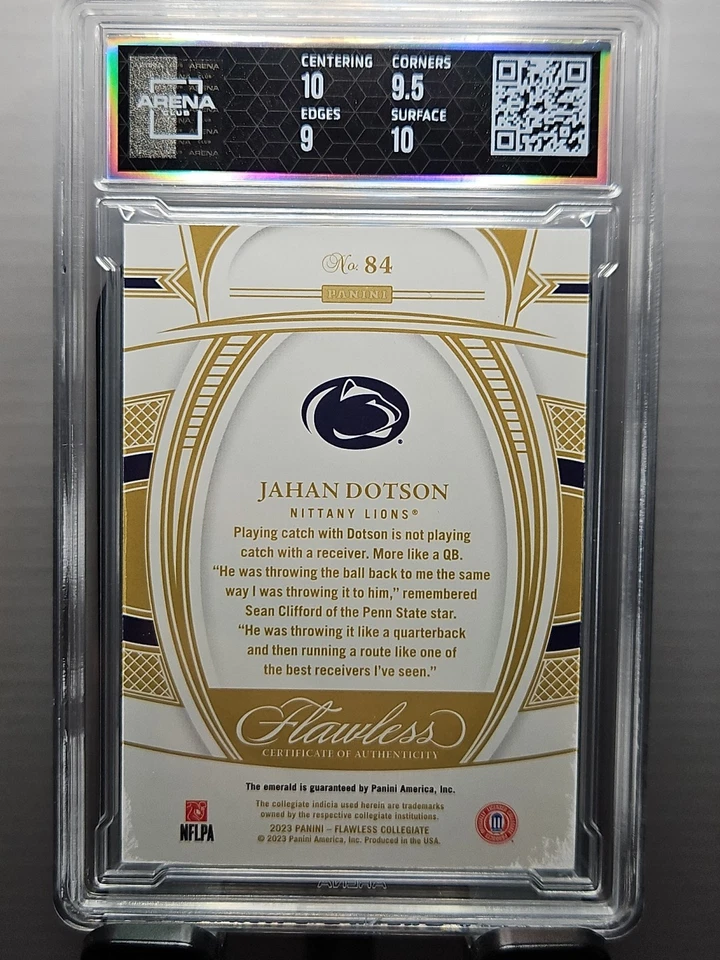 CENTERING CORNERS
10 9.5
EDGES SURFACE
9 10
ARENA
CLUB
No. 84
PANINI
JAHAN DOTSON
NITTANY LIONS®
Playing catch with Dotson is not playing
catch with a receiver. More like a QB.
“He was throwing the ball back to me the same
way I was throwing it to him,” remembered
Sean Clifford of the Penn State star.
“He was throwing it like a quarterback
and then running a route like one of
the best receivers I’ve seen.”
Flawless
CERTIFICATE OF AUTHENTICITY
The emerald is guaranteed by Panini America, Inc.
The collegiate indicia used herein are trademarks
owned by the respective collegiate institutions.
2023 PANINI – FLAWLESS COLLEGIATE
© 2023 Panini America, Inc. Produced in the USA.
NFLPA